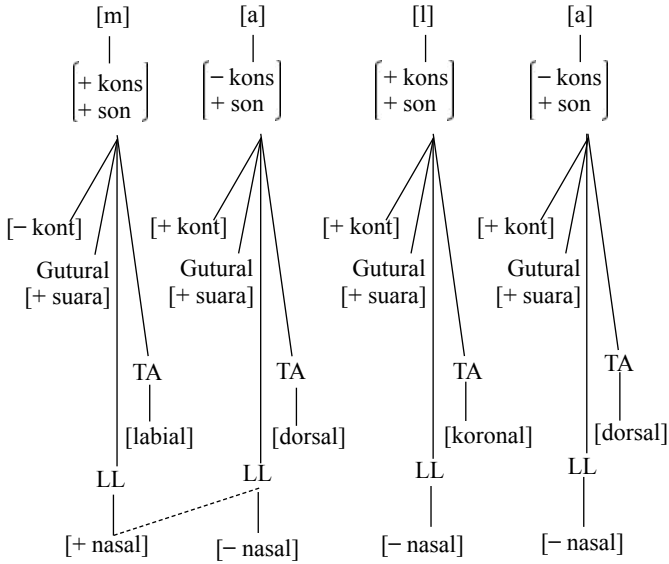 [m] [a] [l] [a]
+ kons − kons + kons − kons
+ son + son + son + son
[− kont] [+ kont] [+ kont] [+ kont]
Gutural Gutural Gutural Gutural
[+ suara] [+ suara] [+ suara] [+ suara]
TA TA TA TA
[labial] [dorsal] [koronal] [dorsal]
LL LL LL LL
[+ nasal] [− nasal] [− nasal] [− nasal]